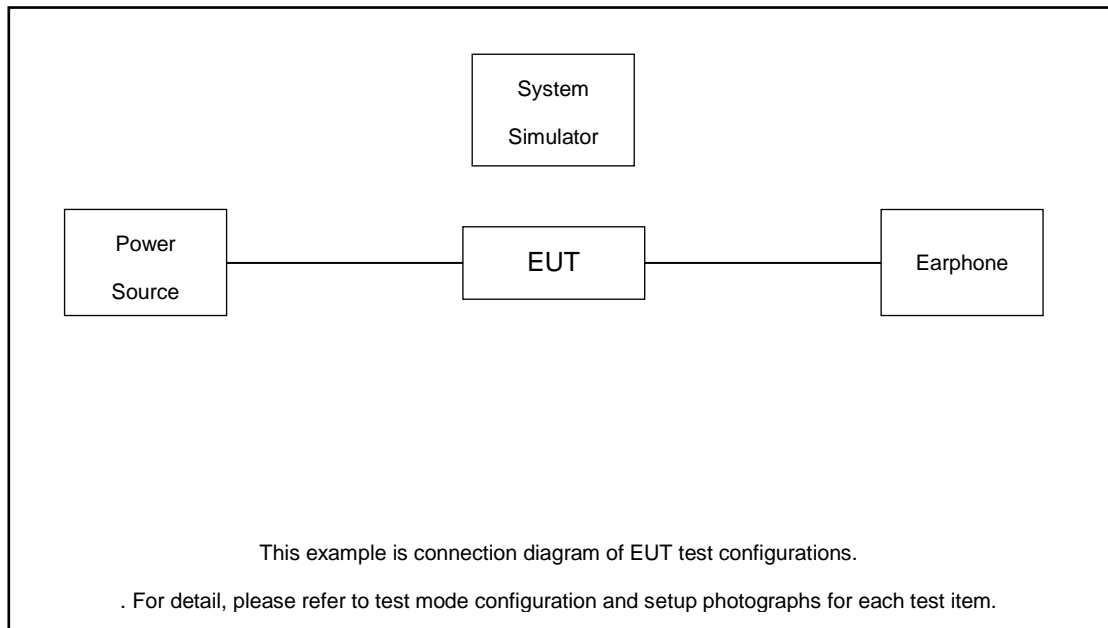 System
Simulator
Power
Source
EUT
Earphone
This example is connection diagram of EUT test configurations.
. For detail, please refer to test mode configuration and setup photographs for each test item.